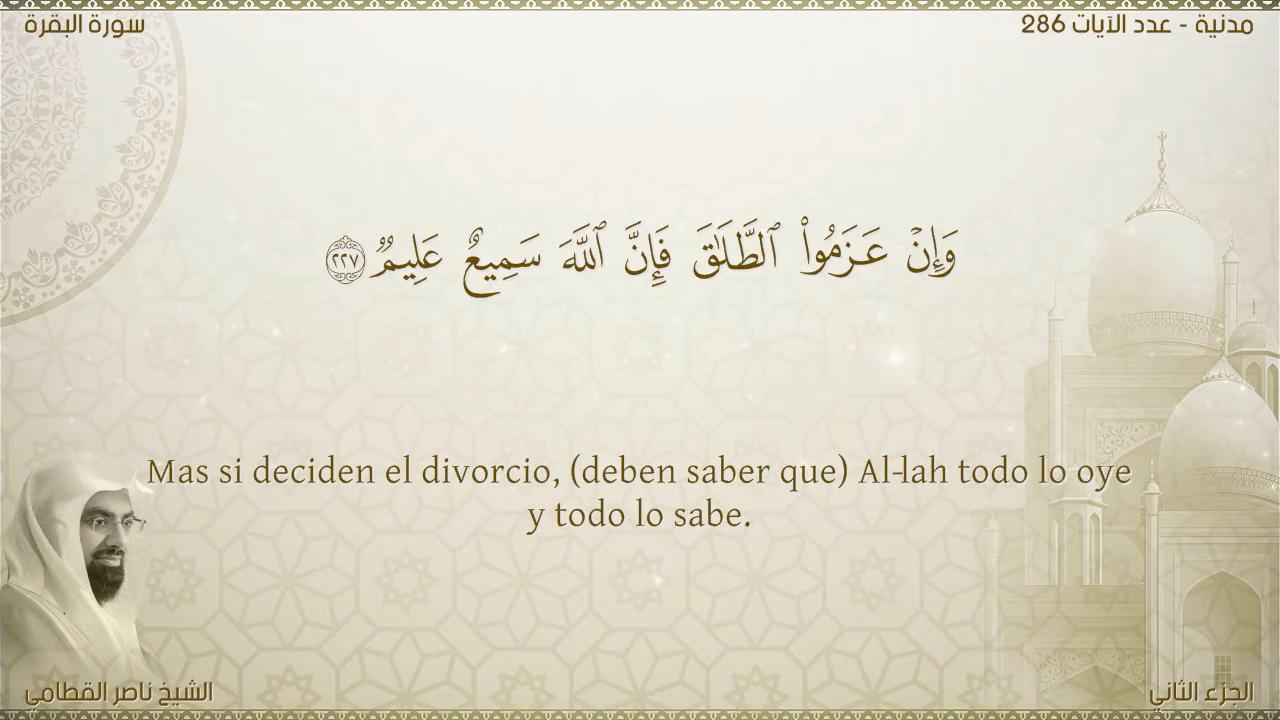 سورة البقرة
مدنية - عدد الآيات 286
وَإِنۡ عَزَمُواْ ٱلطَّلَٰقَ فَإِنَّ ٱللَّهَ سَمِيعٌ عَلِيمٞ ٢٢٧
Mas si deciden el divorcio, (deben saber que) Al-lah todo lo oye
y todo lo sabe.
الشيخ ناصر القطامي
الجزء الثاني